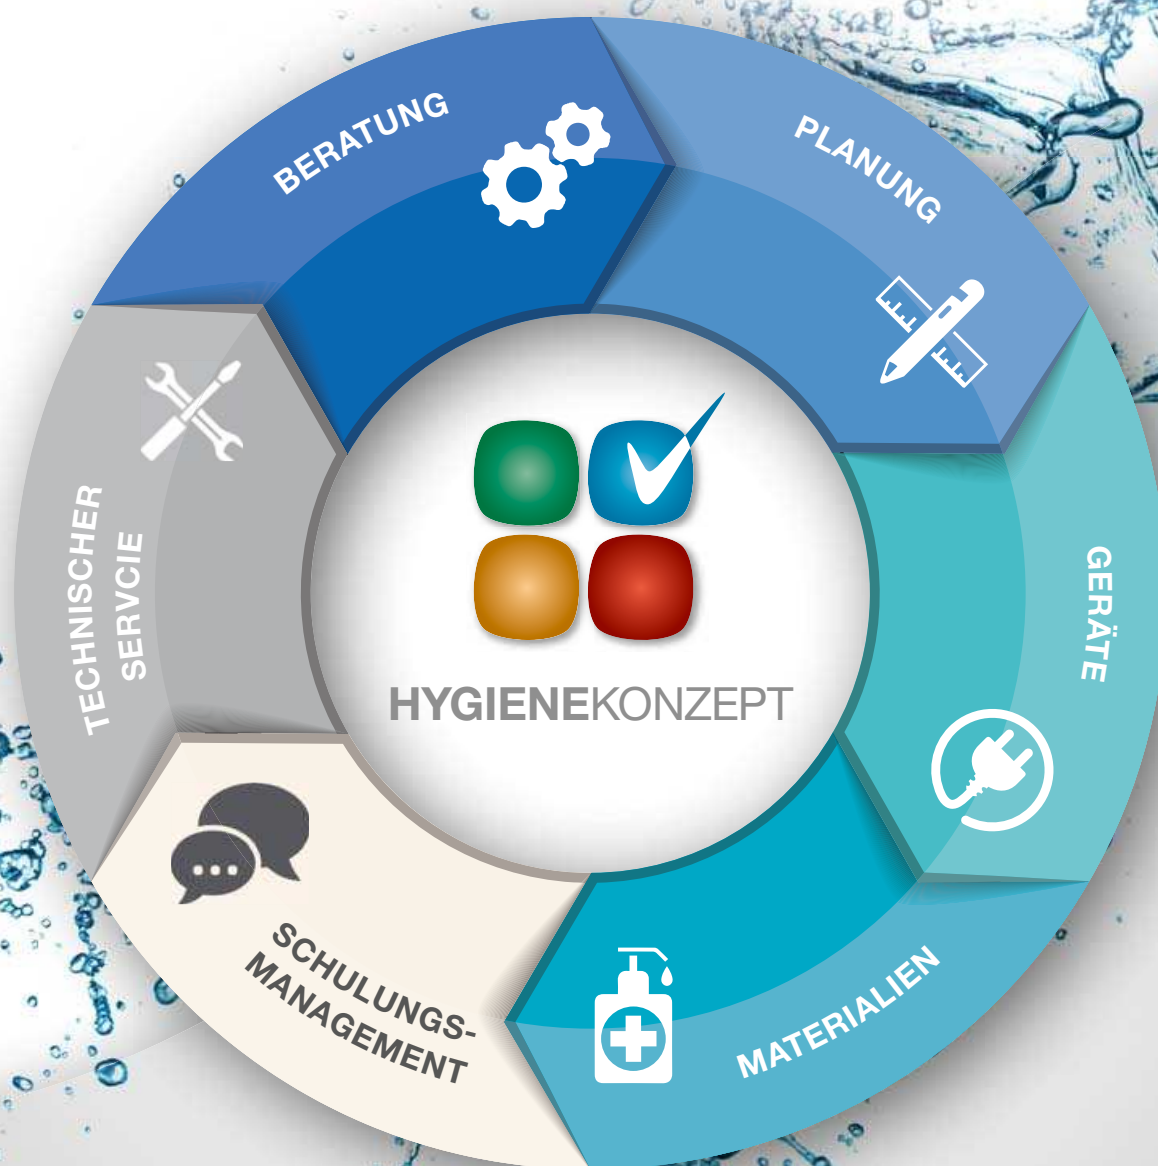 BERATUNG
PLANUNG
GERÄTE
MATERIALIEN
SCHULUNGS-
MANAGEMENT
TECHNISCHER
SERVCIE
HYGIENEKONZEPT